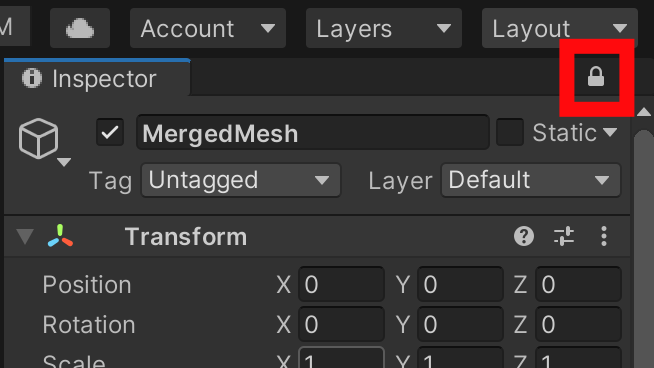 M Account Layers Layout
Inspector
MergedMesh Static
Tag Untagged Layer Default
Transform
Position X 0 Y 0 Z 0
Rotation X 0 Y 0 Z 0
Scale X 1 Y 1 Z 1